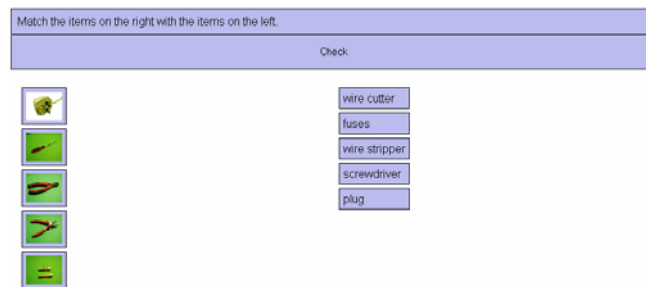 Match the items on the right with the items on the left.
Check
wire cutter
fuses
wire stripper
screwdriver
plug